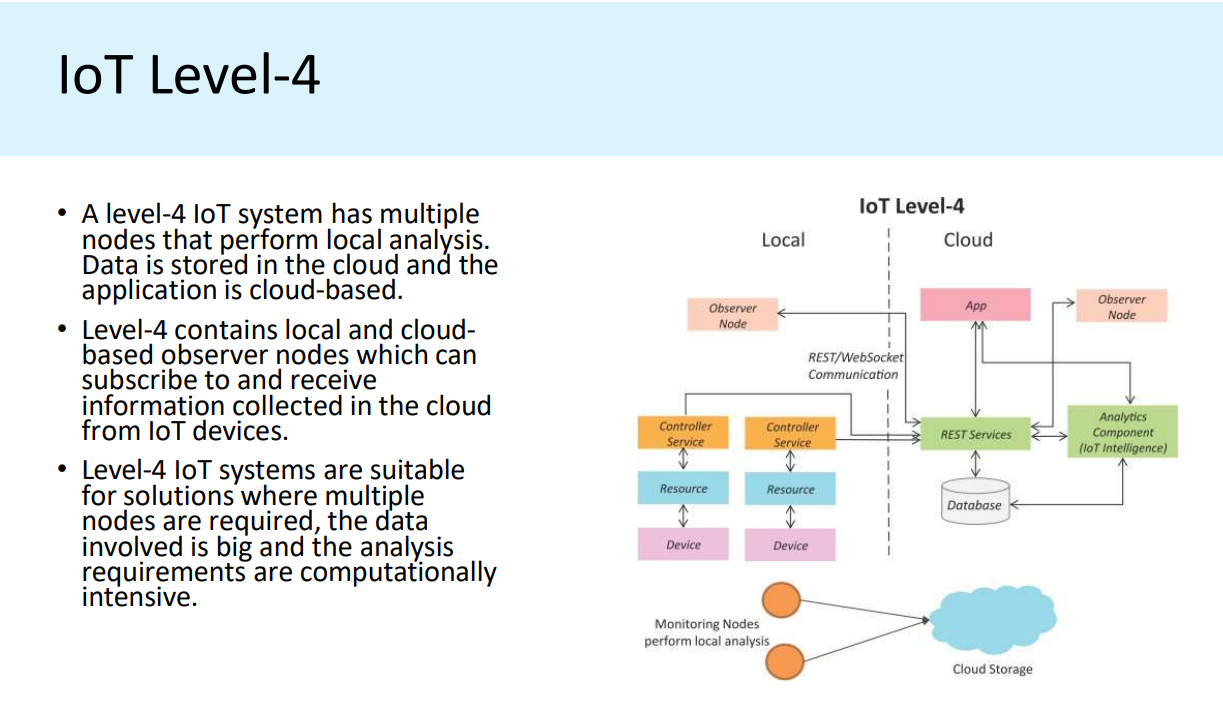 IoT Level-4
• A level-4 IoT system has multiple
nodes that perform local analysis.
Data is stored in the cloud and the
application is cloud-based.
• Level-4 contains local and cloud-
based observer nodes which can
subscribe to and receive
information collected in the cloud
from IoT devices.
• Level-4 IoT systems are suitable
for solutions where multiple
nodes are required, the data
involved is big and the analysis
requirements are computationally
intensive.
IoT Level-4
Local
Cloud
Observer
Node
App
Observer
Node
REST/WebSocket
Communication
Controller
Service
Controller
Service
REST Services
Analytics
Component
(IoT Intelligence)
Resource
Resource
Database
Device
Device
Monitoring Nodes
perform local analysis
Cloud Storage